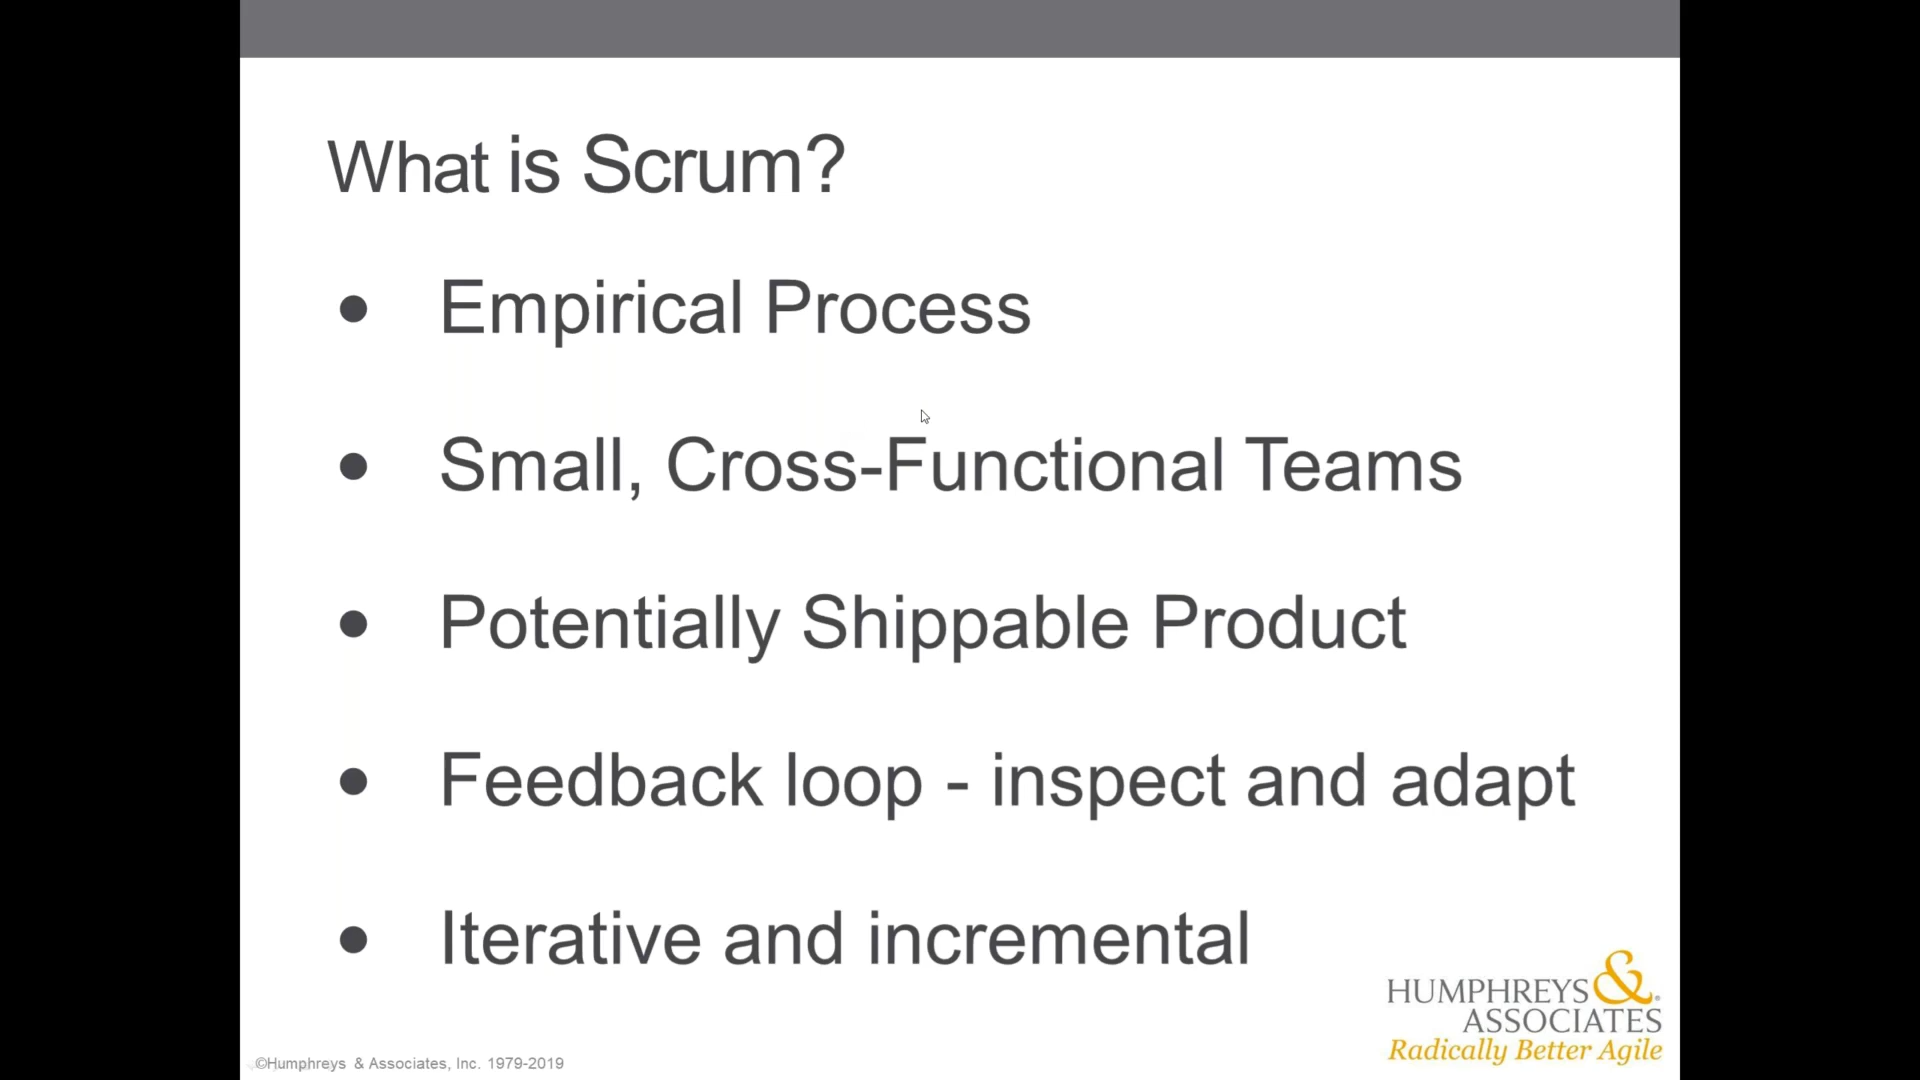 What is Scrum?
● Empirical Process
● Small, Cross-Functional Teams
● Potentially Shippable Product
● Feedback loop - inspect and adapt
● Iterative and incremental
HUMPHREYS &®
ASSOCIATES
Radically Better Agile
©Humphreys & Associates, Inc. 1979-2019